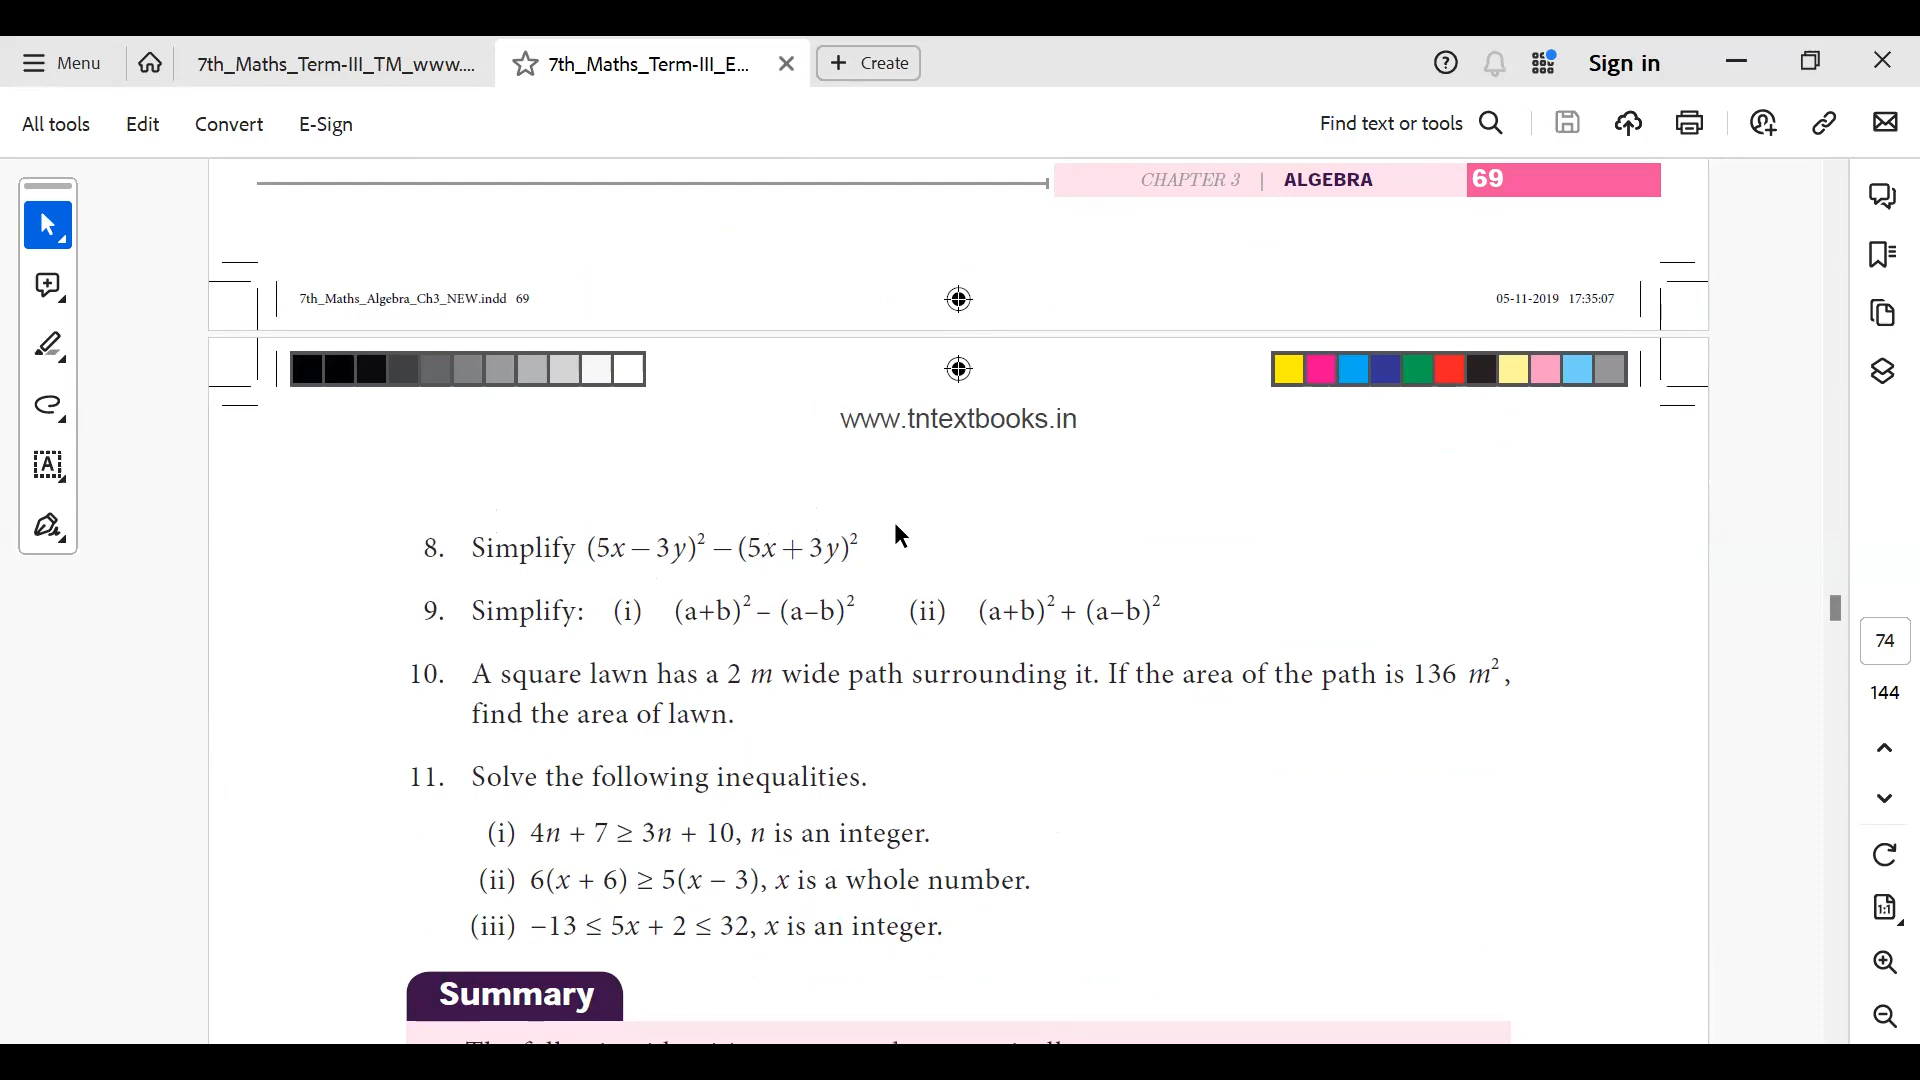 Menu
7th_Maths_Term-III_TM_www....
7th_Maths_Term-III_E...
Create
Sign in
All tools
Edit
Convert
E-Sign
Find text or tools
CHAPTER 3 | ALGEBRA 69
7th_Maths_Algebra_Ch3_NEW.indd 69
05-11-2019 17:35:07
www.tntextbooks.in
8. Simplify (5x – 3y)² – (5x + 3y)²
9. Simplify: (i) (a+b)² – (a–b)² (ii) (a+b)² + (a–b)²
10. A square lawn has a 2 m wide path surrounding it. If the area of the path is 136 m²,
find the area of lawn.
11. Solve the following inequalities.
(i) 4n + 7 ≥ 3n + 10, n is an integer.
(ii) 6(x + 6) ≥ 5(x – 3), x is a whole number.
(iii) –13 ≤ 5x + 2 ≤ 32, x is an integer.
Summary
74
144